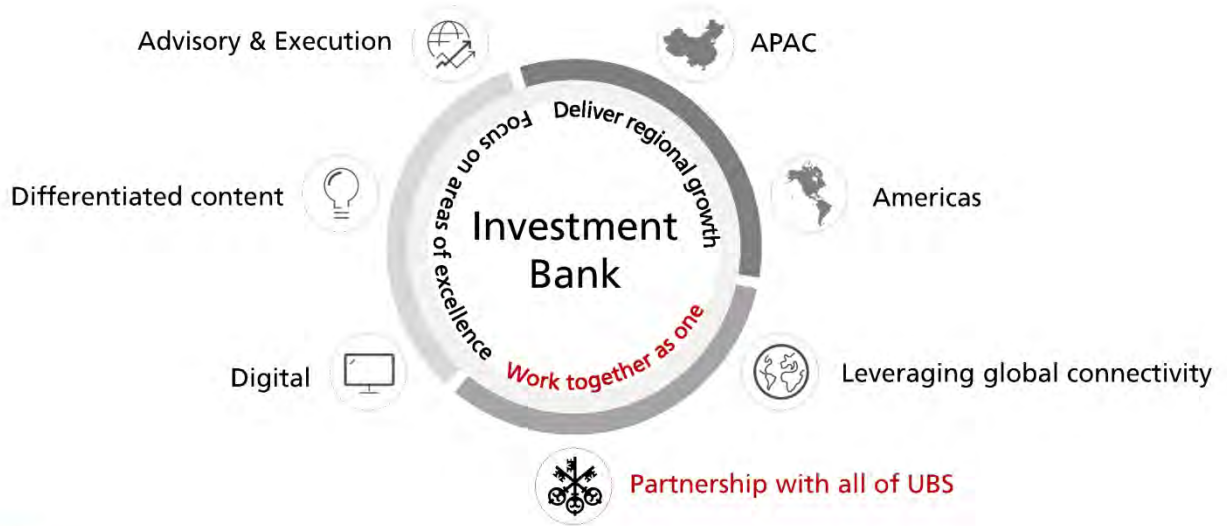 Advisory & Execution
APAC
Differentiated content
Americas
Digital
Leveraging global connectivity
Partnership with all of UBS
Focus on areas of excellence
Deliver regional growth
Work together as one
Investment
Bank